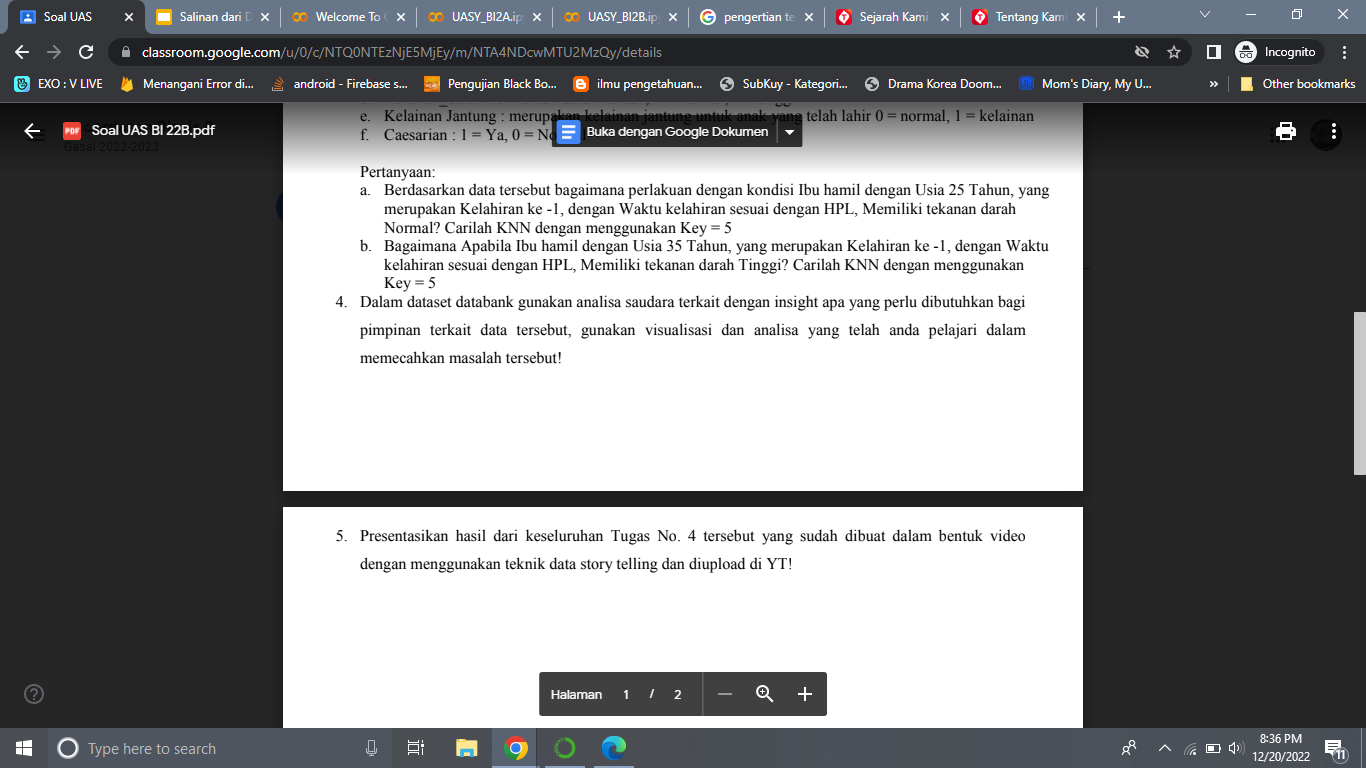 Soal UAS
Salinan dari D
Welcome To C
UASY_BI2A.ip
UASY_BI2B.ip
pengertian te
Sejarah Kami
Tentang Kami
classroom.google.com/u/0/c/NTQ0NTEzNjE5MjEy/m/NTA4NDcwMTU2MzQy/details
Incognito
EXO : V LIVE
Menangani Error di...
android - Firebase s...
Pengujian Black Bo...
ilmu pengetahuan...
SubKuy - Kategori...
Drama Korea Doom...
Mom's Diary, My U...
»
Other bookmarks
PDF
Soal UAS BI 22B.pdf
Gasal 2022-2023
Buka dengan Google Dokumen
e. Kelainan Jantung : merupakan kelainan jantung untuk anak yang telah lahir 0 = normal, 1 = kelainan
f. Caesarian : 1 = Ya, 0 = No
Pertanyaan:
a. Berdasarkan data tersebut bagaimana perlakuan dengan kondisi Ibu hamil dengan Usia 25 Tahun, yang
merupakan Kelahiran ke -1, dengan Waktu kelahiran sesuai dengan HPL, Memiliki tekanan darah
Normal? Carilah KNN dengan menggunakan Key = 5
b. Bagaimana Apabila Ibu hamil dengan Usia 35 Tahun, yang merupakan Kelahiran ke -1, dengan Waktu
kelahiran sesuai dengan HPL, Memiliki tekanan darah Tinggi? Carilah KNN dengan menggunakan
Key = 5
4. Dalam dataset databank gunakan analisa saudara terkait dengan insight apa yang perlu dibutuhkan bagi
pimpinan terkait data tersebut, gunakan visualisasi dan analisa yang telah anda pelajari dalam
memecahkan masalah tersebut!
5. Presentasikan hasil dari keseluruhan Tugas No. 4 tersebut yang sudah dibuat dalam bentuk video
dengan menggunakan teknik data story telling dan diupload di YT!
Halaman 1 / 2
Type here to search
8:36 PM
12/20/2022
11